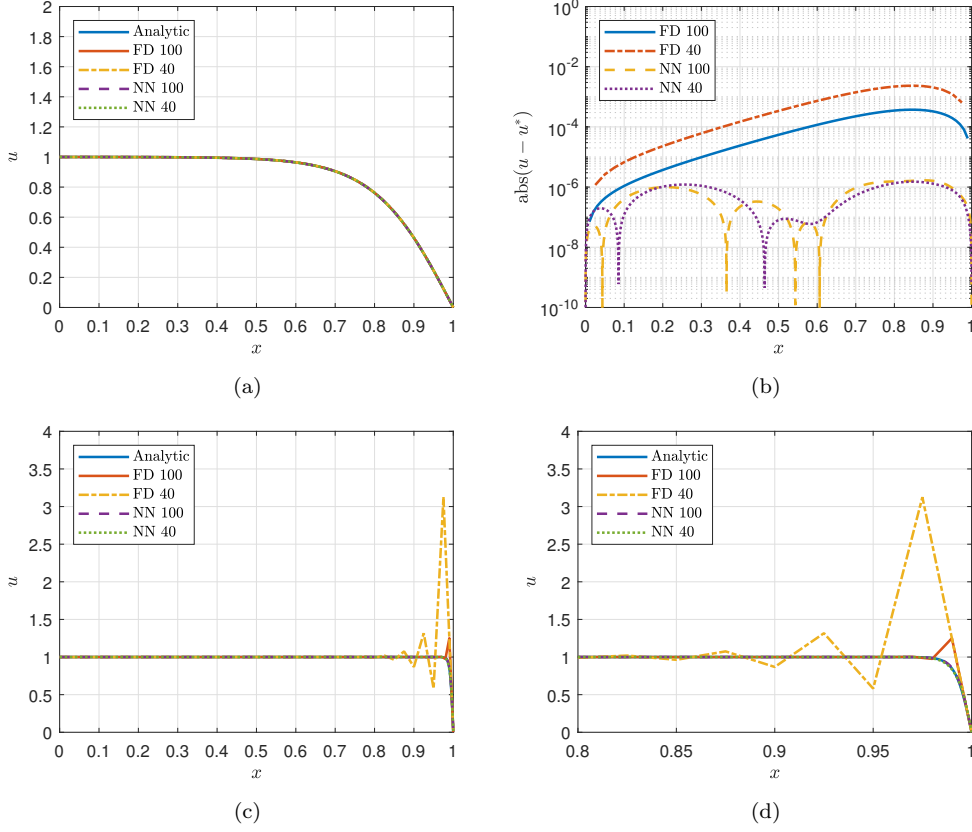 2
1.8
1.6
1.4
1.2
1
0.8
0.6
0.4
0.2
0
u
Analytic
FD 100
FD 40
NN 100
NN 40
0 0.1 0.2 0.3 0.4 0.5 0.6 0.7 0.8 0.9 1
x
(a)
10^0
10^-2
10^-4
10^-6
10^-8
10^-10
abs(u − u*)
FD 100
FD 40
NN 100
NN 40
0 0.1 0.2 0.3 0.4 0.5 0.6 0.7 0.8 0.9 1
x
(b)
4
3.5
3
2.5
2
1.5
1
0.5
0
u
Analytic
FD 100
FD 40
NN 100
NN 40
0 0.1 0.2 0.3 0.4 0.5 0.6 0.7 0.8 0.9 1
x
(c)
4
3.5
3
2.5
2
1.5
1
0.5
0
u
Analytic
FD 100
FD 40
NN 100
NN 40
0.8 0.85 0.9 0.95 1
x
(d)